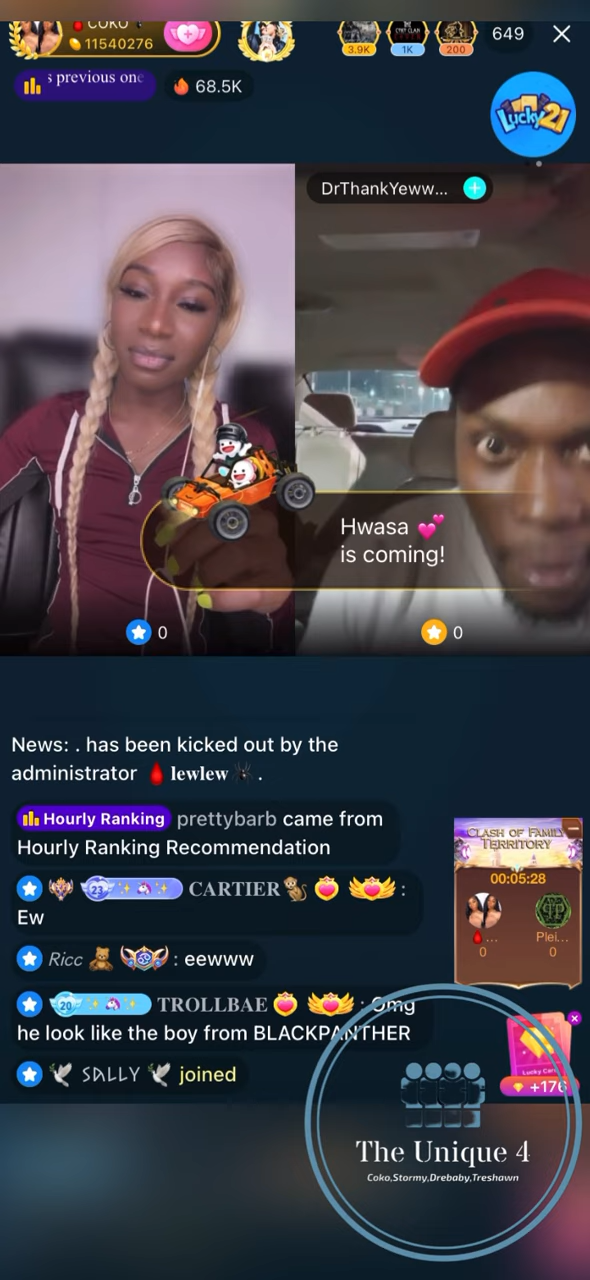 COKO
11540276
3.9K
1K
200
649
s previous one
68.5K
Lucky21
DrThankYeww...
Hwasa 💕
is coming!
0
0
News: . has been kicked out by the
administrator 🩸 lewlew🕷️ .
Hourly Ranking prettybarb came from
Hourly Ranking Recommendation
23 CARTIER🐒 :
Ew
Ricc 🧸 : eewww
20 TROLLBAE : Omg
he look like the boy from BLACKPANTHER
🕊️ SALLY 🕊️ joined
CLASH OF FAMILY
TERRITORY
00:05:28
🩸... Plei...
0 0
Lucky Card
+176
The Unique 4
Coko,Stormy,Drebaby,Treshawn